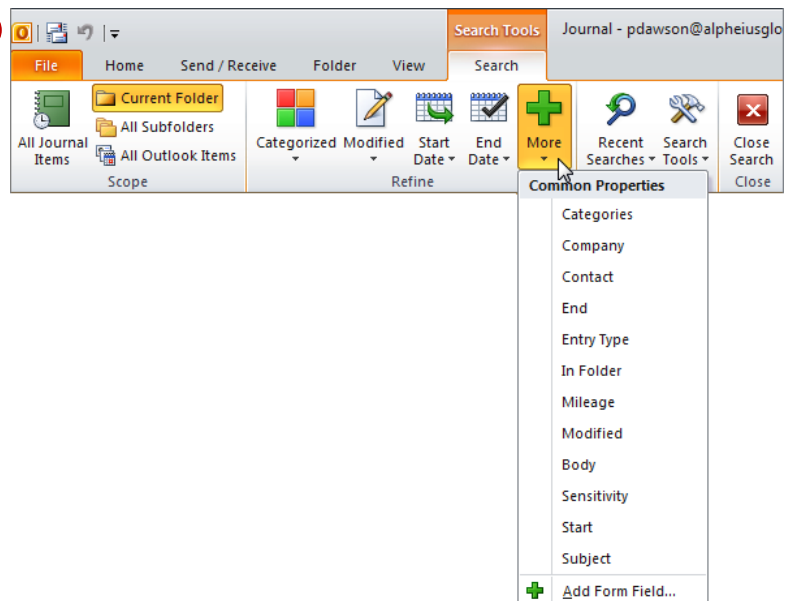 Search Tools
Journal - pdawson@alpheiusglo
File Home Send / Receive Folder View Search
Current Folder
All Subfolders
All Outlook Items
All Journal
Items
Categorized Modified Start
Date
End
Date
More
Recent
Searches
Search
Tools
Close
Search
Scope Refine Close
Common Properties
Categories
Company
Contact
End
Entry Type
In Folder
Mileage
Modified
Body
Sensitivity
Start
Subject
Add Form Field...